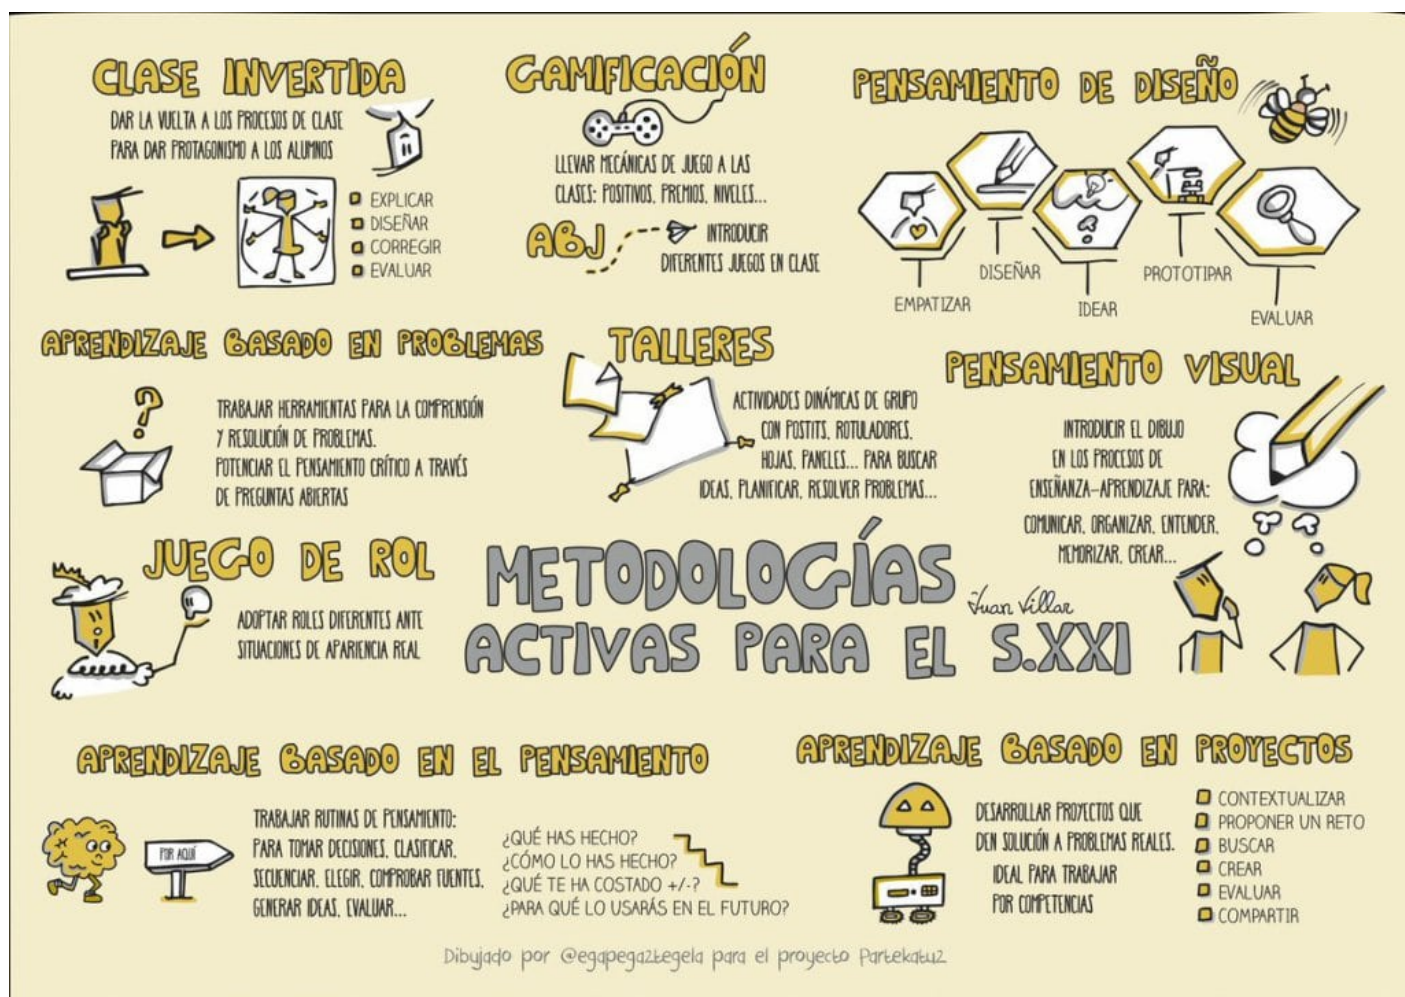 CLASE INVERTIDA
DAR LA VUELTA A LOS PROCESOS DE CLASE
PARA DAR PROTAGONISMO A LOS ALUMNOS
EXPLICAR
DISEÑAR
CORREGIR
EVALUAR
GAMIFICACIÓN
LLEVAR MECÁNICAS DE JUEGO A LAS
CLASES: POSITIVOS, PREMIOS, NIVELES...
ABJ
INTRODUCIR
DIFERENTES JUEGOS EN CLASE
PENSAMIENTO DE DISEÑO
EMPATIZAR
DISEÑAR
IDEAR
PROTOTIPAR
EVALUAR
APRENDIZAJE BASADO EN PROBLEMAS
TRABAJAR HERRAMIENTAS PARA LA COMPRENSIÓN
Y RESOLUCIÓN DE PROBLEMAS.
POTENCIAR EL PENSAMIENTO CRÍTICO A TRAVÉS
DE PREGUNTAS ABIERTAS
TALLERES
ACTIVIDADES DINÁMICAS DE GRUPO
CON POSTITS, ROTULADORES,
HOJAS, PANELES... PARA BUSCAR
IDEAS, PLANIFICAR, RESOLVER PROBLEMAS...
PENSAMIENTO VISUAL
INTRODUCIR EL DIBUJO
EN LOS PROCESOS DE
ENSEÑANZA-APRENDIZAJE PARA:
COMUNICAR, ORGANIZAR, ENTENDER,
MEMORIZAR, CREAR...
JUEGO DE ROL
ADOPTAR ROLES DIFERENTES ANTE
SITUACIONES DE APARIENCIA REAL
METODOLOGÍAS
ACTIVAS PARA EL S.XXI
Juan Villar
APRENDIZAJE BASADO EN EL PENSAMIENTO
POR AQUÍ
TRABAJAR RUTINAS DE PENSAMIENTO:
PARA TOMAR DECISIONES, CLASIFICAR,
SECUENCIAR, ELEGIR, COMPROBAR FUENTES,
GENERAR IDEAS, EVALUAR...
¿QUÉ HAS HECHO?
¿CÓMO LO HAS HECHO?
¿QUÉ TE HA COSTADO +/-?
¿PARA QUÉ LO USARÁS EN EL FUTURO?
APRENDIZAJE BASADO EN PROYECTOS
DESARROLLAR PROYECTOS QUE
DEN SOLUCIÓN A PROBLEMAS REALES.
IDEAL PARA TRABAJAR
POR COMPETENCIAS
CONTEXTUALIZAR
PROPONER UN RETO
BUSCAR
CREAR
EVALUAR
COMPARTIR
Dibujado por @egapega2tegela para el proyecto Partekatuz